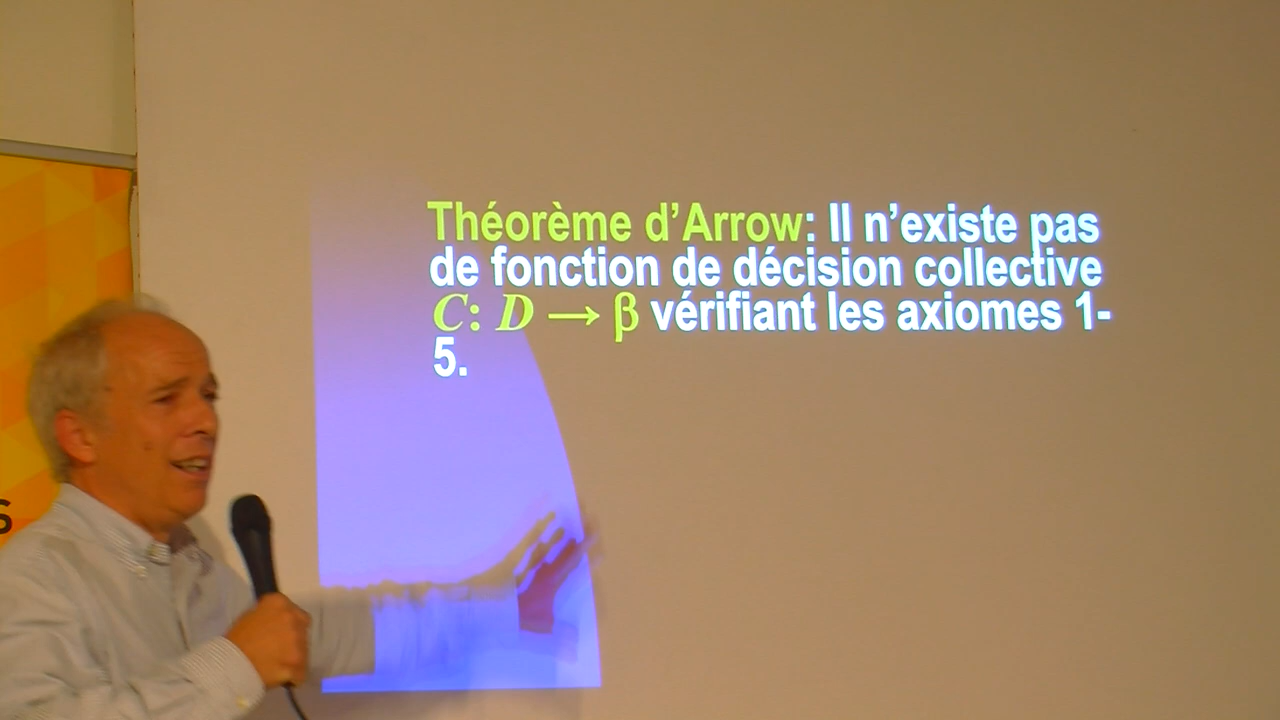 Théorème d’Arrow: Il n’existe pas
de fonction de décision collective
C: D → β vérifiant les axiomes 1-
5.
S